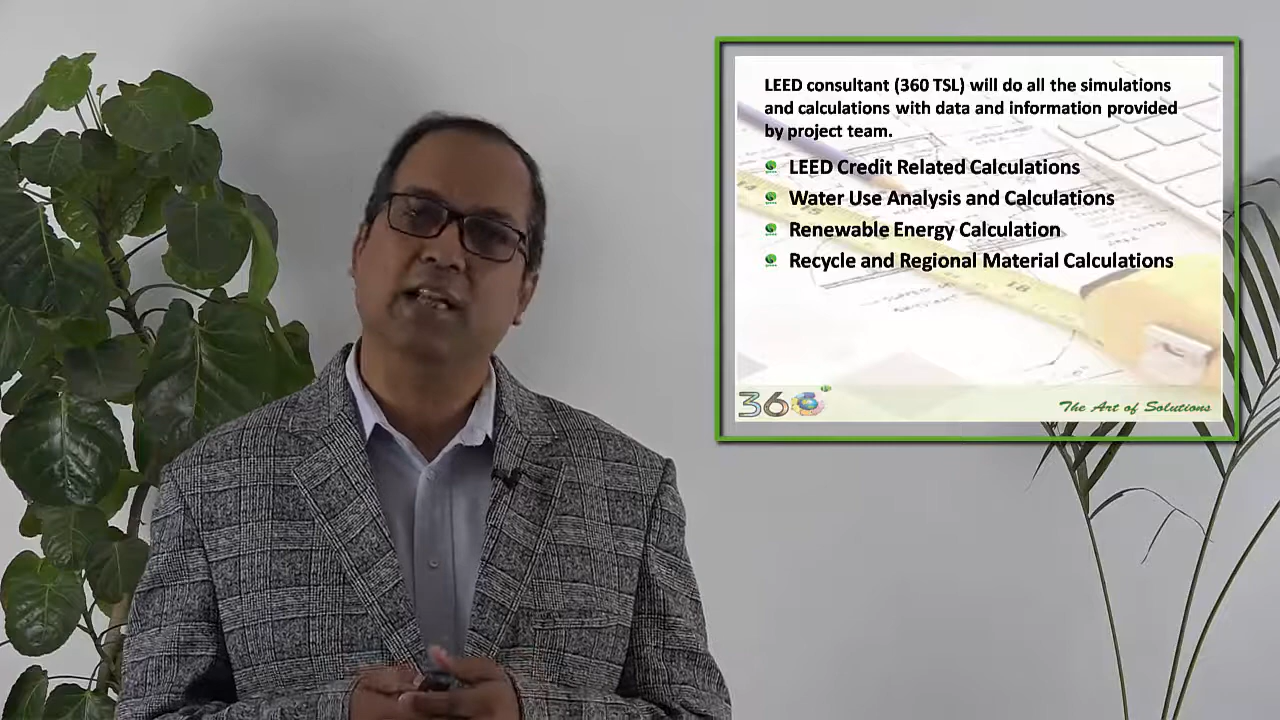 LEED consultant (360 TSL) will do all the simulations
and calculations with data and information provided
by project team.
LEED Credit Related Calculations
Water Use Analysis and Calculations
Renewable Energy Calculation
Recycle and Regional Material Calculations
360
The Art of Solutions